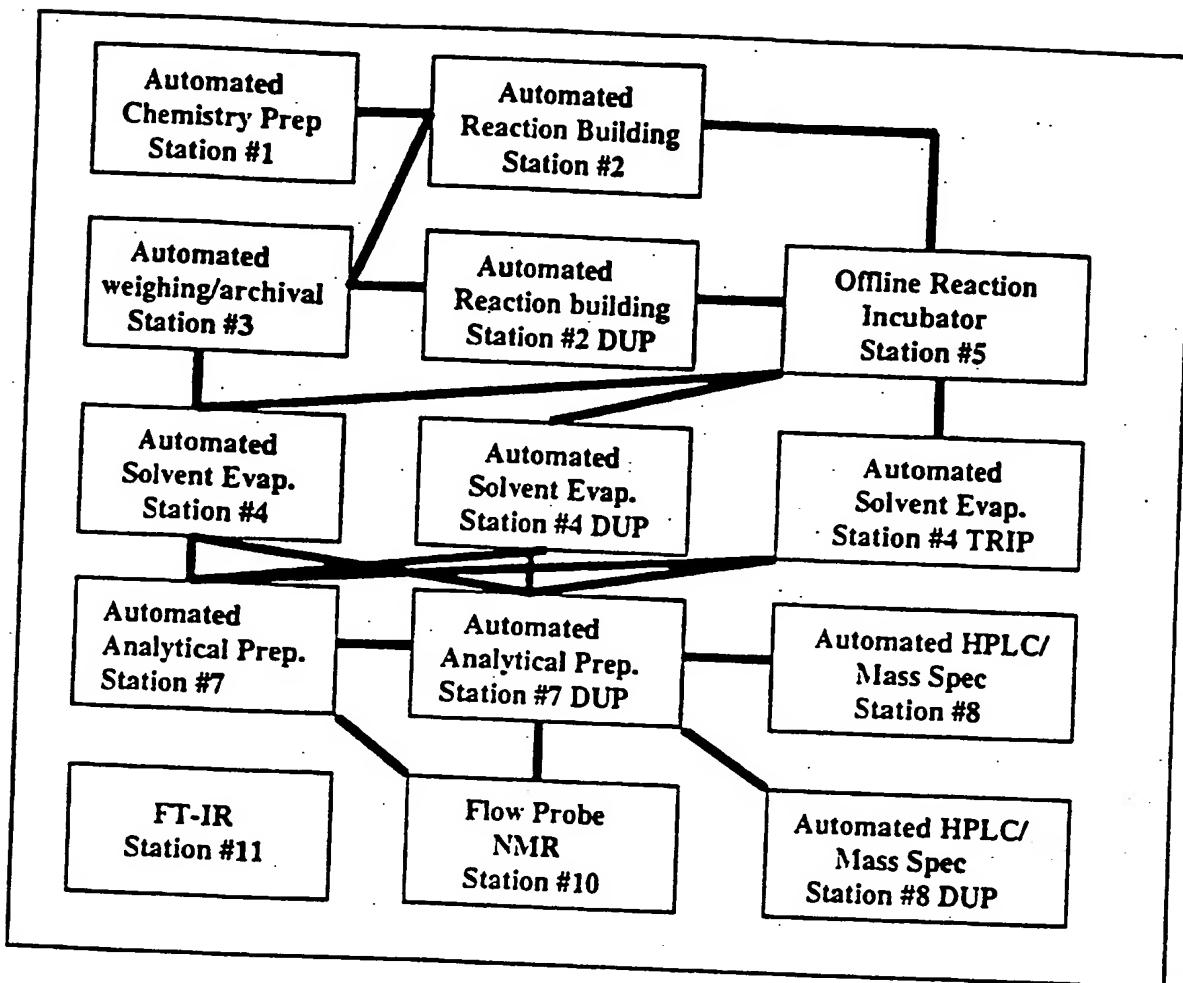 Automated
Chemistry Prep
Station #1
Automated
Reaction Building
Station #2
Automated
weighing/archival
Station #3
Automated
Reaction building
Station #2 DUP
Offline Reaction
Incubator
Station #5
Automated
Solvent Evap.
Station #4
Automated
Solvent Evap.
Station #4 DUP
Automated
Solvent Evap.
Station #4 TRIP
Automated
Analytical Prep.
Station #7
Automated
Analytical Prep.
Station #7 DUP
Automated HPLC/
Mass Spec
Station #8
FT-IR
Station #11
Flow Probe
NMR
Station #10
Automated HPLC/
Mass Spec
Station #8 DUP